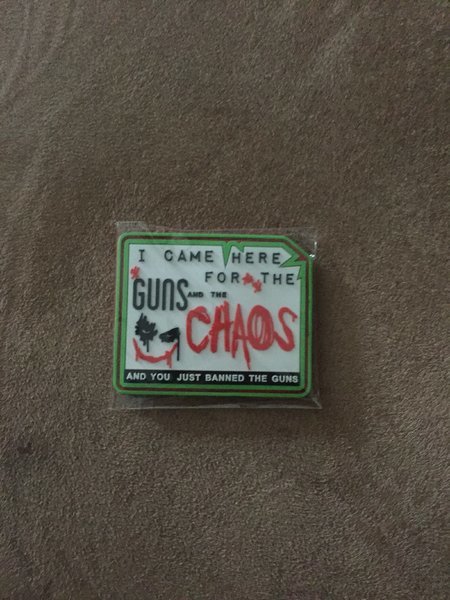 I CAME HERE
FOR THE
GUNS AND THE
CHAOS
AND YOU JUST BANNED THE GUNS